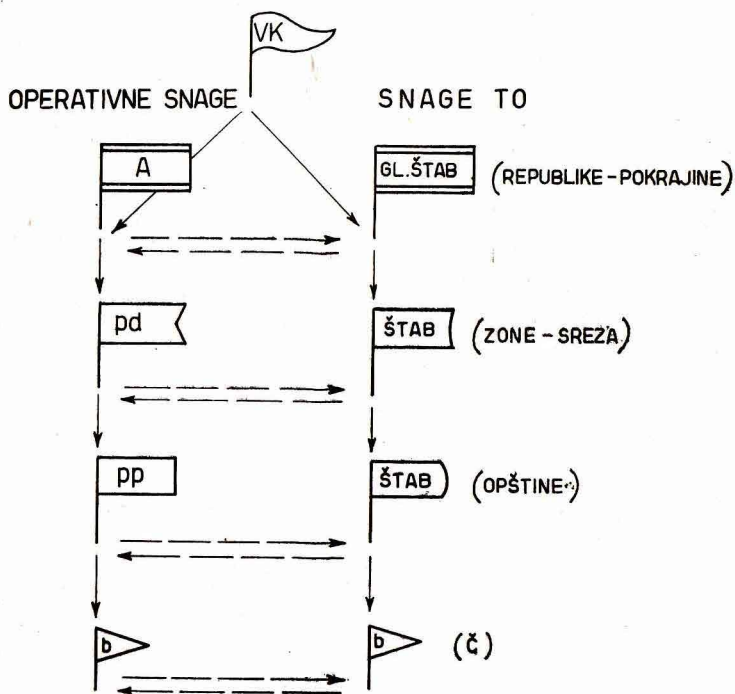 VK
OPERATIVNE SNAGE SNAGE TO
A GL.ŠTAB (REPUBLIKE-POKRAJINE)
pd ŠTAB (ZONE-SREZA)
pp ŠTAB (OPŠTINE)
b b (Č)